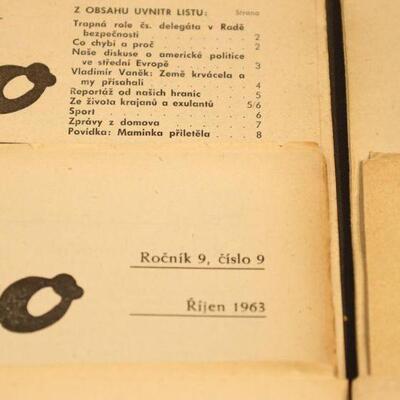 Z OBSAHU UVNITR LISTU: Strana
Trapná role čs. delegáta v Radě
bezpečnosti . . . . . . 2
Co chybí a proč . . . . . 2
Naše diskuse o americké politice
ve střední Evropě . . . . 3
Vladimír Vaněk: Země krvácela a
my přísahali . . . . . . 4
Reportáž od našich hranic . . 5
Ze života krajanů a exulantů . 5/6
Sport . . . . . . . . 6
Zprávy z domova . . . . . 7
Povídka: Maminka přiletěla . . 8
Ročník 9, číslo 9
Říjen 1963